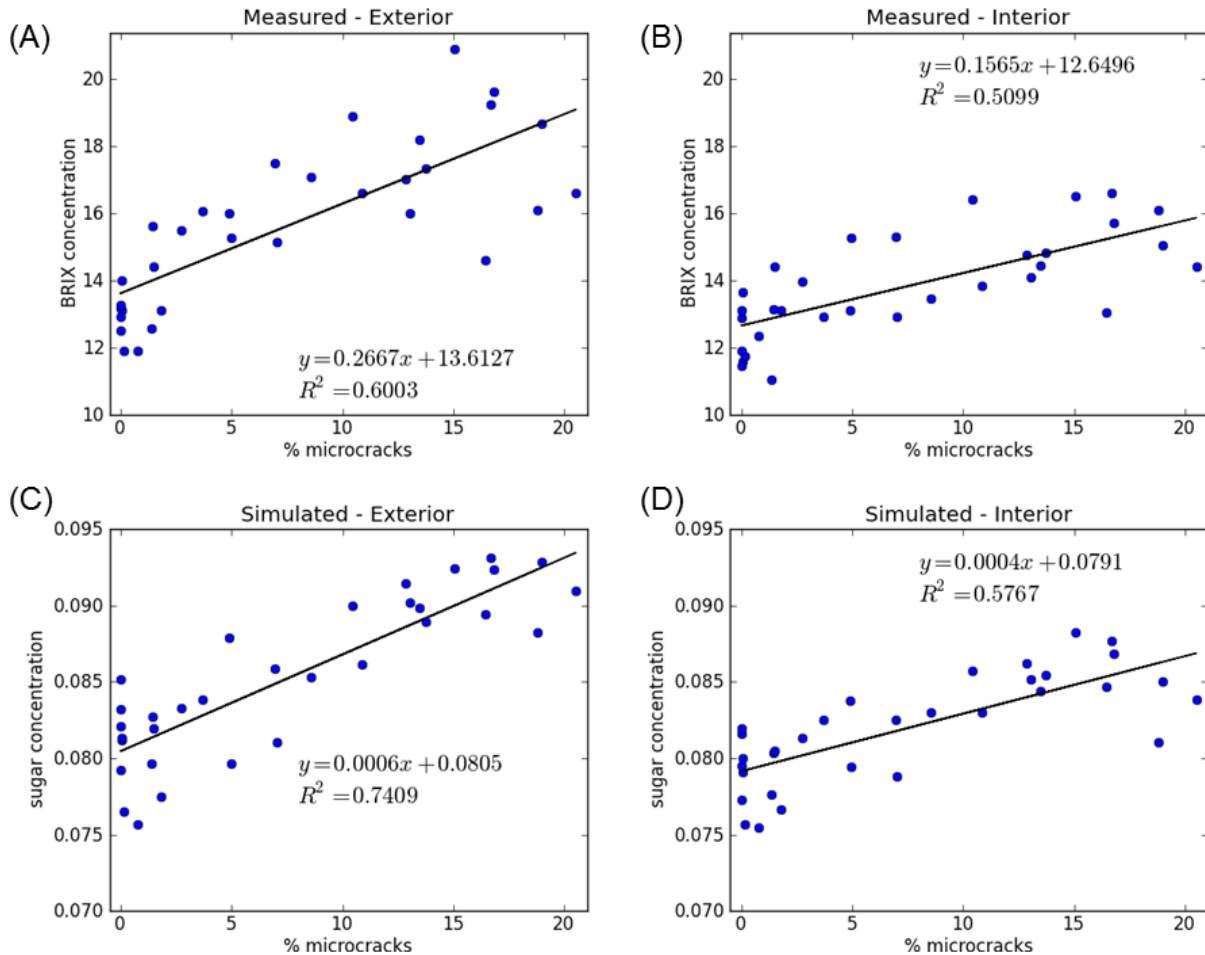 (A)
Measured - Exterior
BRIX concentration
20
18
16
14
12
10
y=0.2667x+13.6127
R² =0.6003
0 5 10 15 20
% microcracks
(B)
Measured - Interior
BRIX concentration
20
18
16
14
12
10
y=0.1565x+12.6496
R² =0.5099
0 5 10 15 20
% microcracks
(C)
Simulated - Exterior
sugar concentration
0.095
0.090
0.085
0.080
0.075
0.070
y=0.0006x+0.0805
R² =0.7409
0 5 10 15 20
% microcracks
(D)
Simulated - Interior
sugar concentration
0.095
0.090
0.085
0.080
0.075
0.070
y=0.0004x+0.0791
R² =0.5767
0 5 10 15 20
% microcracks